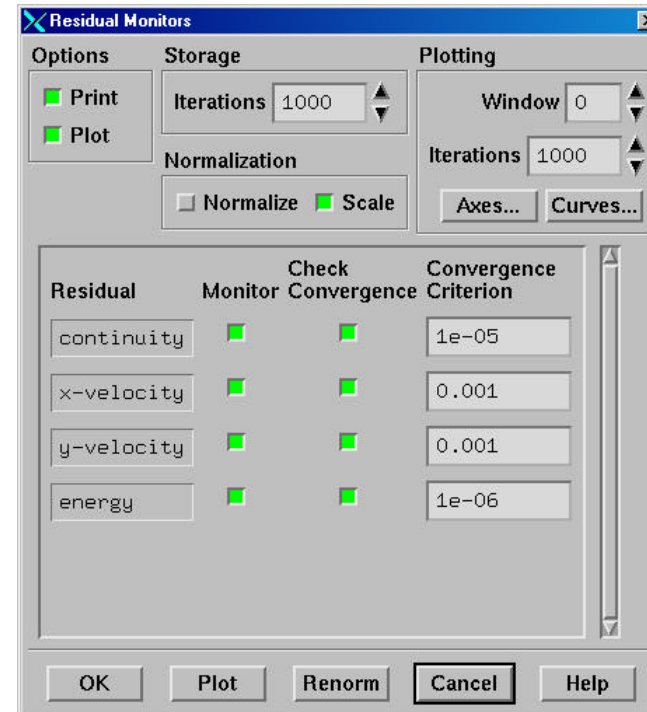 Residual Monitors
Options
Print
Plot
Storage
Iterations 1000
Normalization
Normalize Scale
Plotting
Window 0
Iterations 1000
Axes... Curves...
Residual Monitor Check Convergence Convergence Criterion
continuity 1e-05
x-velocity 0.001
y-velocity 0.001
energy 1e-06
OK Plot Renorm Cancel Help